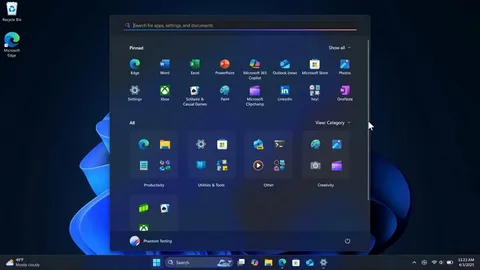 Recycle Bin
Microsoft Edge
Search for apps, settings, and documents
Pinned
Show all
Edge
Word
Excel
PowerPoint
Microsoft 365 Copilot
Outlook (new)
Microsoft Store
Photos
Settings
Xbox
Solitaire & Casual Games
Paint
Microsoft Clipchamp
LinkedIn
hey!
OneNote
All
View: Category
Productivity
Utilities & Tools
Other
Creativity
Phantom Testing
49°F
Mostly cloudy
Search
11:23 AM
4/3/2025